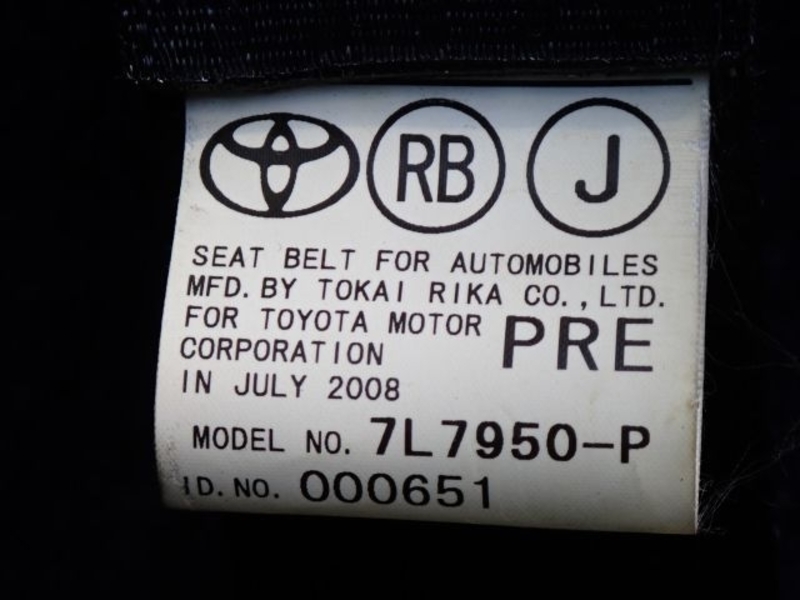 RB J
SEAT BELT FOR AUTOMOBILES
MFD. BY TOKAI RIKA CO., LTD.
FOR TOYOTA MOTOR PRE
CORPORATION
IN JULY 2008
MODEL NO. 7L7950-P
ID. NO. 000651